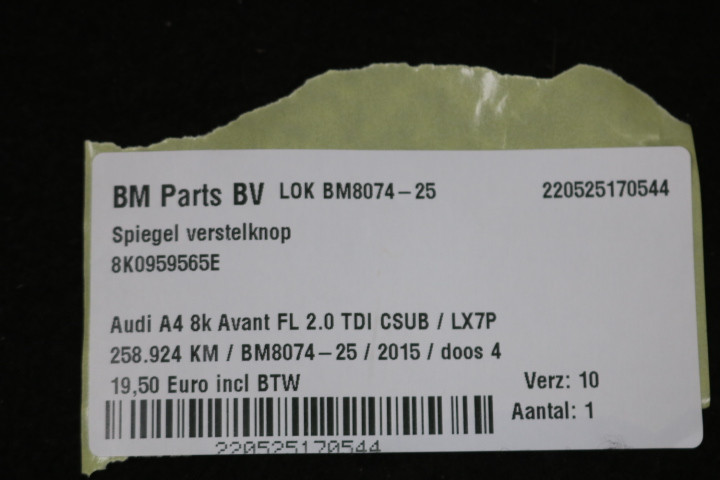 BM Parts BV LOK BM8074-25 220525170544
Spiegel verstelknop
8K0959565E
Audi A4 8k Avant FL 2.0 TDI CSUB / LX7P
258.924 KM / BM8074-25 / 2015 / doos 4
19,50 Euro incl BTW Verz: 10
Aantal: 1
220525170544